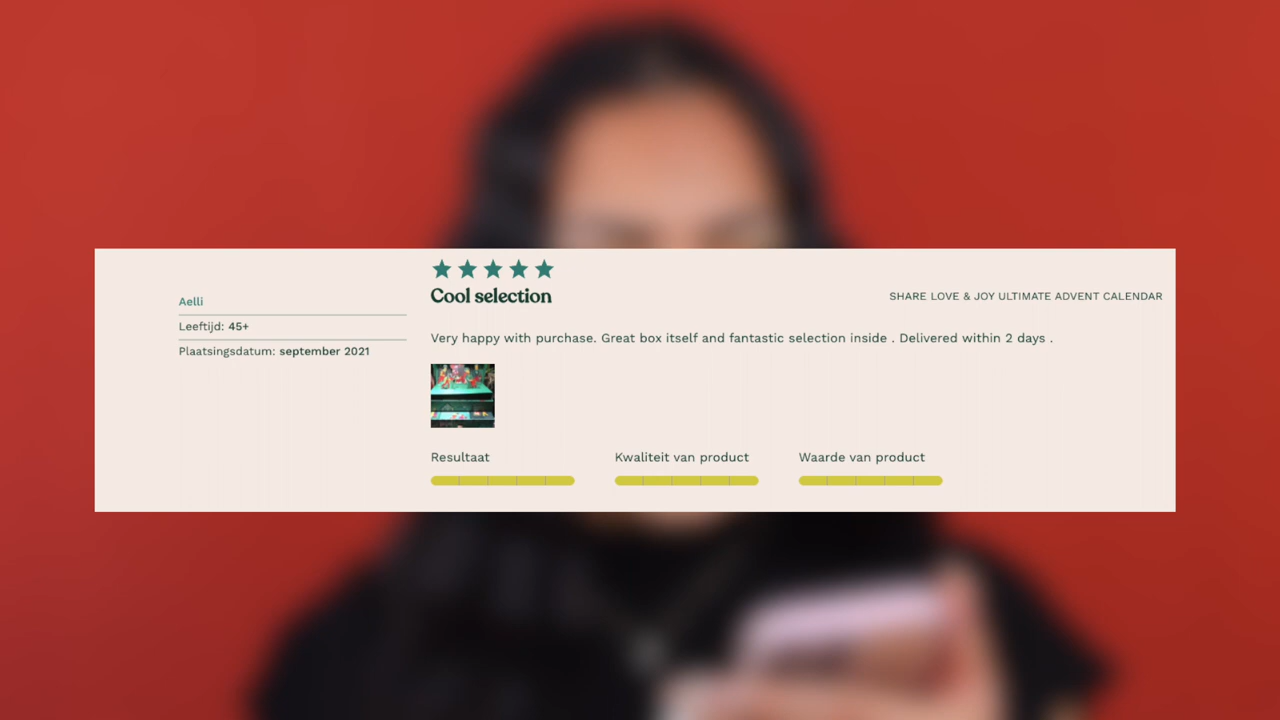 Aelli
Leeftijd: 45+
Plaatsingsdatum: september 2021
Cool selection
SHARE LOVE & JOY ULTIMATE ADVENT CALENDAR
Very happy with purchase. Great box itself and fantastic selection inside . Delivered within 2 days .
Resultaat
Kwaliteit van product
Waarde van product